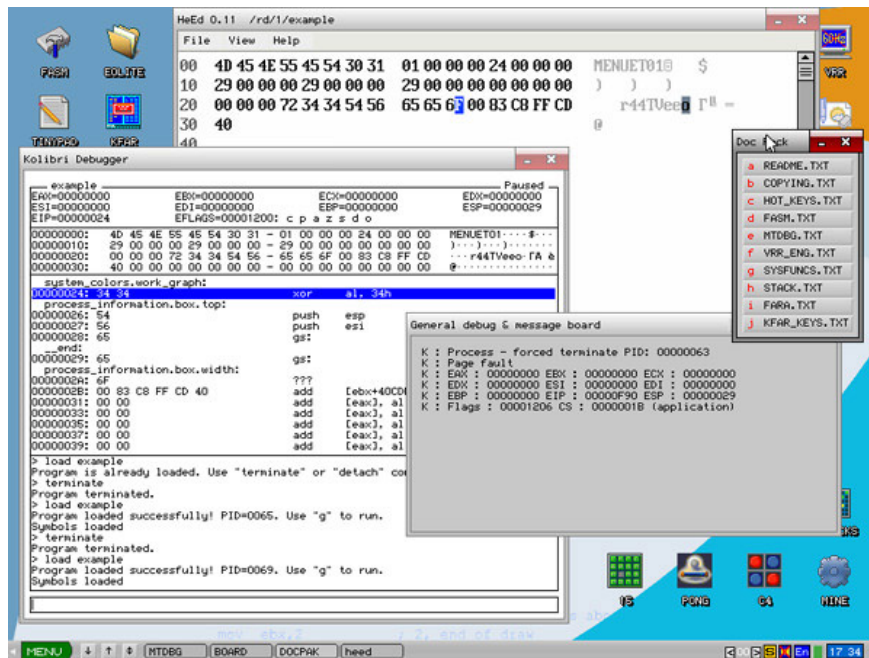 HeEd 0.11 /rd/1/example
File View Help
00 4D 45 4E 55 45 54 30 31 01 00 00 00 24 00 00 00 MENUET01@ $
10 29 00 00 00 29 00 00 00 29 00 00 00 00 00 00 00 ) ) )
20 00 00 00 72 34 34 54 56 65 65 6F 00 83 C8 FF CD r44TVeeo
30 40 @
40
FASM
EOLITE
TINYPAD
KFAR
60Hz
VRR
Kolibri Debugger
example Paused
EAX=00000000 EBX=00000000 ECX=00000000 EDX=00000000
ESI=00000000 EDI=00000000 EBP=00000000 ESP=00000029
EIP=00000024 EFLAGS=00001200: c p a z s d o
00000000: 4D 45 4E 55 45 54 30 31 - 01 00 00 00 24 00 00 00 MENUET01····$···
00000010: 29 00 00 00 29 00 00 00 - 29 00 00 00 00 00 00 00 )···)···)·······
00000020: 00 00 00 72 34 34 54 56 - 65 65 6F 00 83 C8 FF CD ···r44TVeeo·ГА è
00000030: 40 00 00 00 00 00 00 00 - 00 00 00 00 00 00 00 00 @···············
system_colors.work_graph:
00000024: 34 34 xor al, 34h
process_information.box.top:
00000026: 54 push esp
00000027: 56 push esi
00000028: 65 gs:
__end:
00000029: 65 gs:
process_information.box.width:
0000002A: 6F ???
0000002B: 00 83 C8 FF CD 40 add [ebx+40CD
00000031: 00 00 add [eax], al
00000033: 00 00 add [eax], al
00000035: 00 00 add [eax], al
00000037: 00 00 add [eax], al
00000039: 00 00 add [eax], al
> load example
Program is already loaded. Use "terminate" or "detach" co
> terminate
Program terminated.
> load example
Program loaded successfully! PID=0065. Use "g" to run.
Symbols loaded
> terminate
Program terminated.
> load example
Program loaded successfully! PID=0069. Use "g" to run.
Symbols loaded
General debug & message board
K : Process - forced terminate PID: 00000063
K : Page fault
K : EAX : 00000000 EBX : 00000000 ECX : 00000000
K : EDX : 00000000 ESI : 00000000 EDI : 00000000
K : EBP : 00000000 EIP : 00000F90 ESP : 00000029
K : Flags : 00001206 CS : 0000001B (application)
Doc Pack
a README.TXT
b COPYING.TXT
c HOT_KEYS.TXT
d FASM.TXT
e MTDBG.TXT
f VRR_ENG.TXT
g SYSFUNCS.TXT
h STACK.TXT
i FARA.TXT
j KFAR_KEYS.TXT
15
PONG
C4
MINE
mov ebx,2 ; 2, end of draw
MENU MTDBG BOARD DOCPAK heed En 17 34